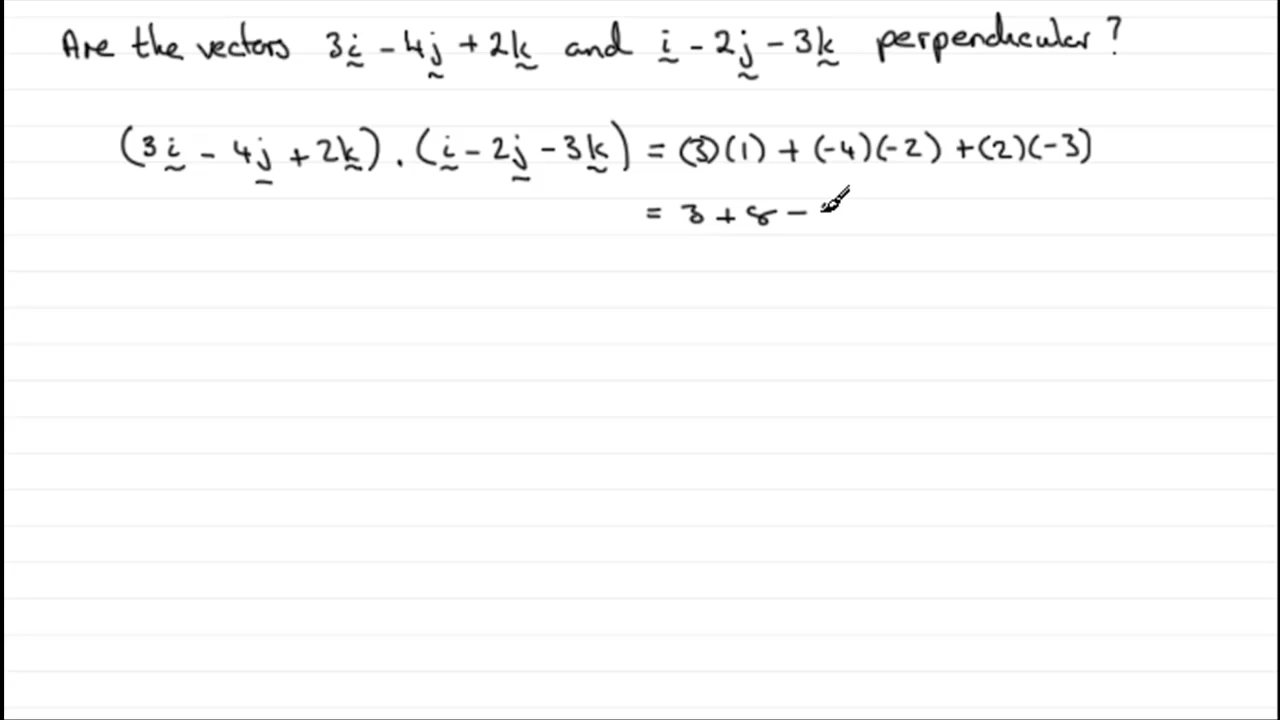 Are the vectors 3i - 4j + 2k and i - 2j - 3k perpendicular?
(3i - 4j + 2k) . (i - 2j - 3k) = (3)(1) + (-4)(-2) + (2)(-3)
= 3 + 8 -